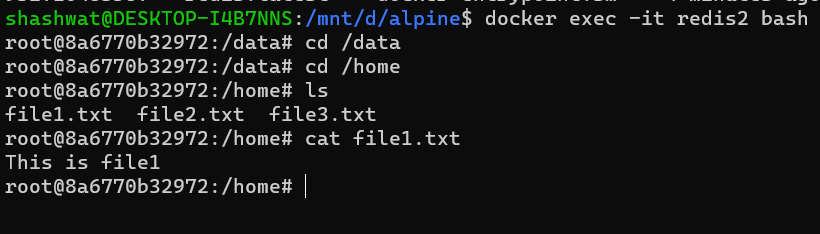 shashwat@DESKTOP-I4B7NNS:/mnt/d/alpine$ docker exec -it redis2 bash
root@8a6770b32972:/data# cd /data
root@8a6770b32972:/data# cd /home
root@8a6770b32972:/home# ls
file1.txt  file2.txt  file3.txt
root@8a6770b32972:/home# cat file1.txt
This is file1
root@8a6770b32972:/home#